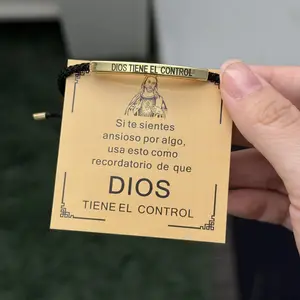 DIOS TIENE EL CONTROL
Si te sientes
ansioso por algo,
usa esto como
recordatorio de que
DIOS
TIENE EL CONTROL